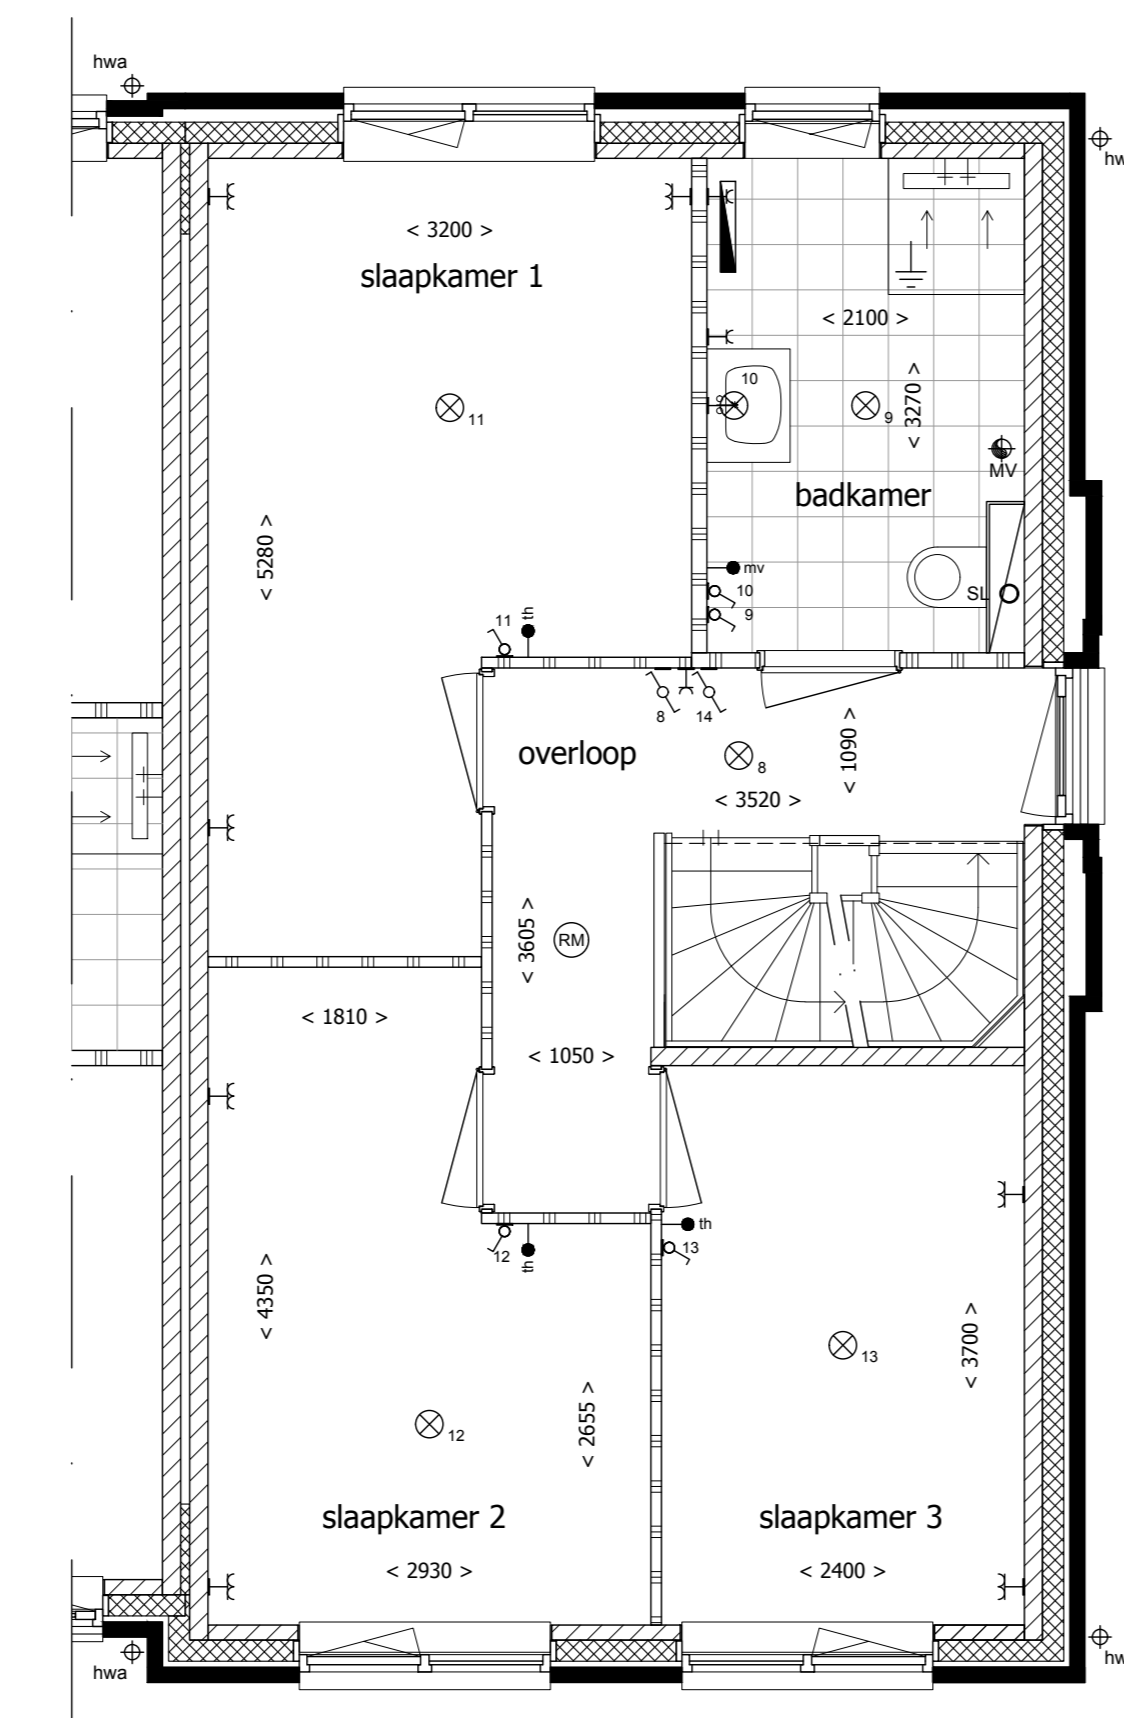 hwa
hw
< 3200 >
slaapkamer 1
< 2100 >
10
11
9
< 3270 >
MV
badkamer
< 5280 >
mv
10
9
SL
11
th
8
14
overloop
8
< 1090 >
< 3520 >
< 3605 >
RM
< 1810 >
< 1050 >
th
12
th
13
< 4350 >
< 3700 >
13
< 2655 >
12
slaapkamer 2
slaapkamer 3
< 2930 >
< 2400 >
hwa
hw